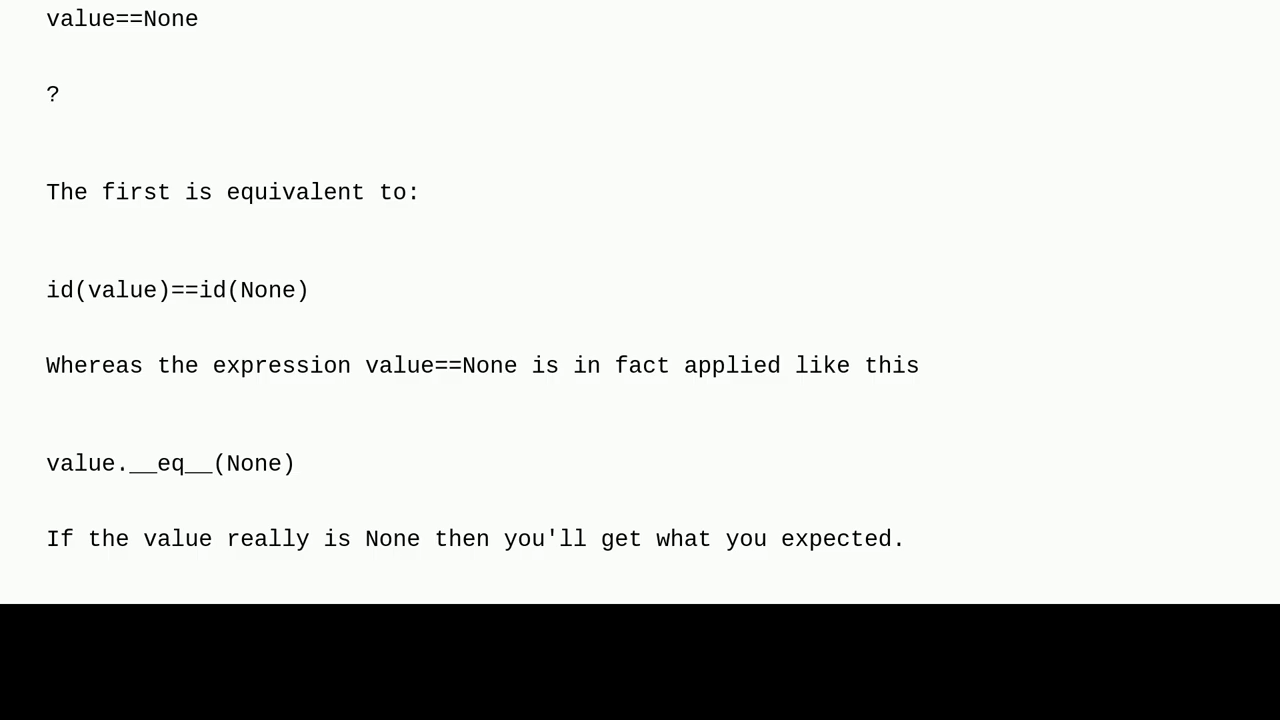 value==None
?
The first is equivalent to:
id(value)==id(None)
Whereas the expression value==None is in fact applied like this
value.__eq__(None)
If the value really is None then you'll get what you expected.